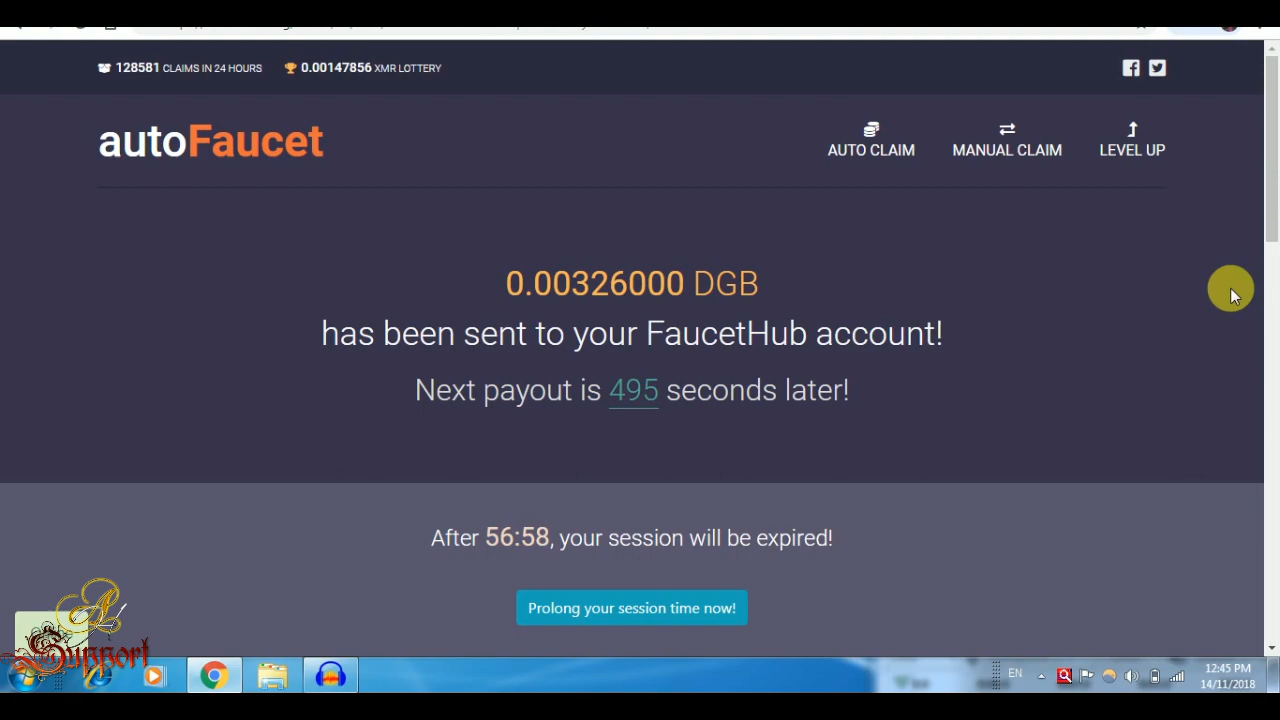 128581 CLAIMS IN 24 HOURS
0.00147856 XMR LOTTERY
autoFaucet
AUTO CLAIM
MANUAL CLAIM
LEVEL UP
0.00326000 DGB
has been sent to your FaucetHub account!
Next payout is 495 seconds later!
After 56:58, your session will be expired!
Prolong your session time now!
A
Support
EN
12:45 PM
14/11/2018